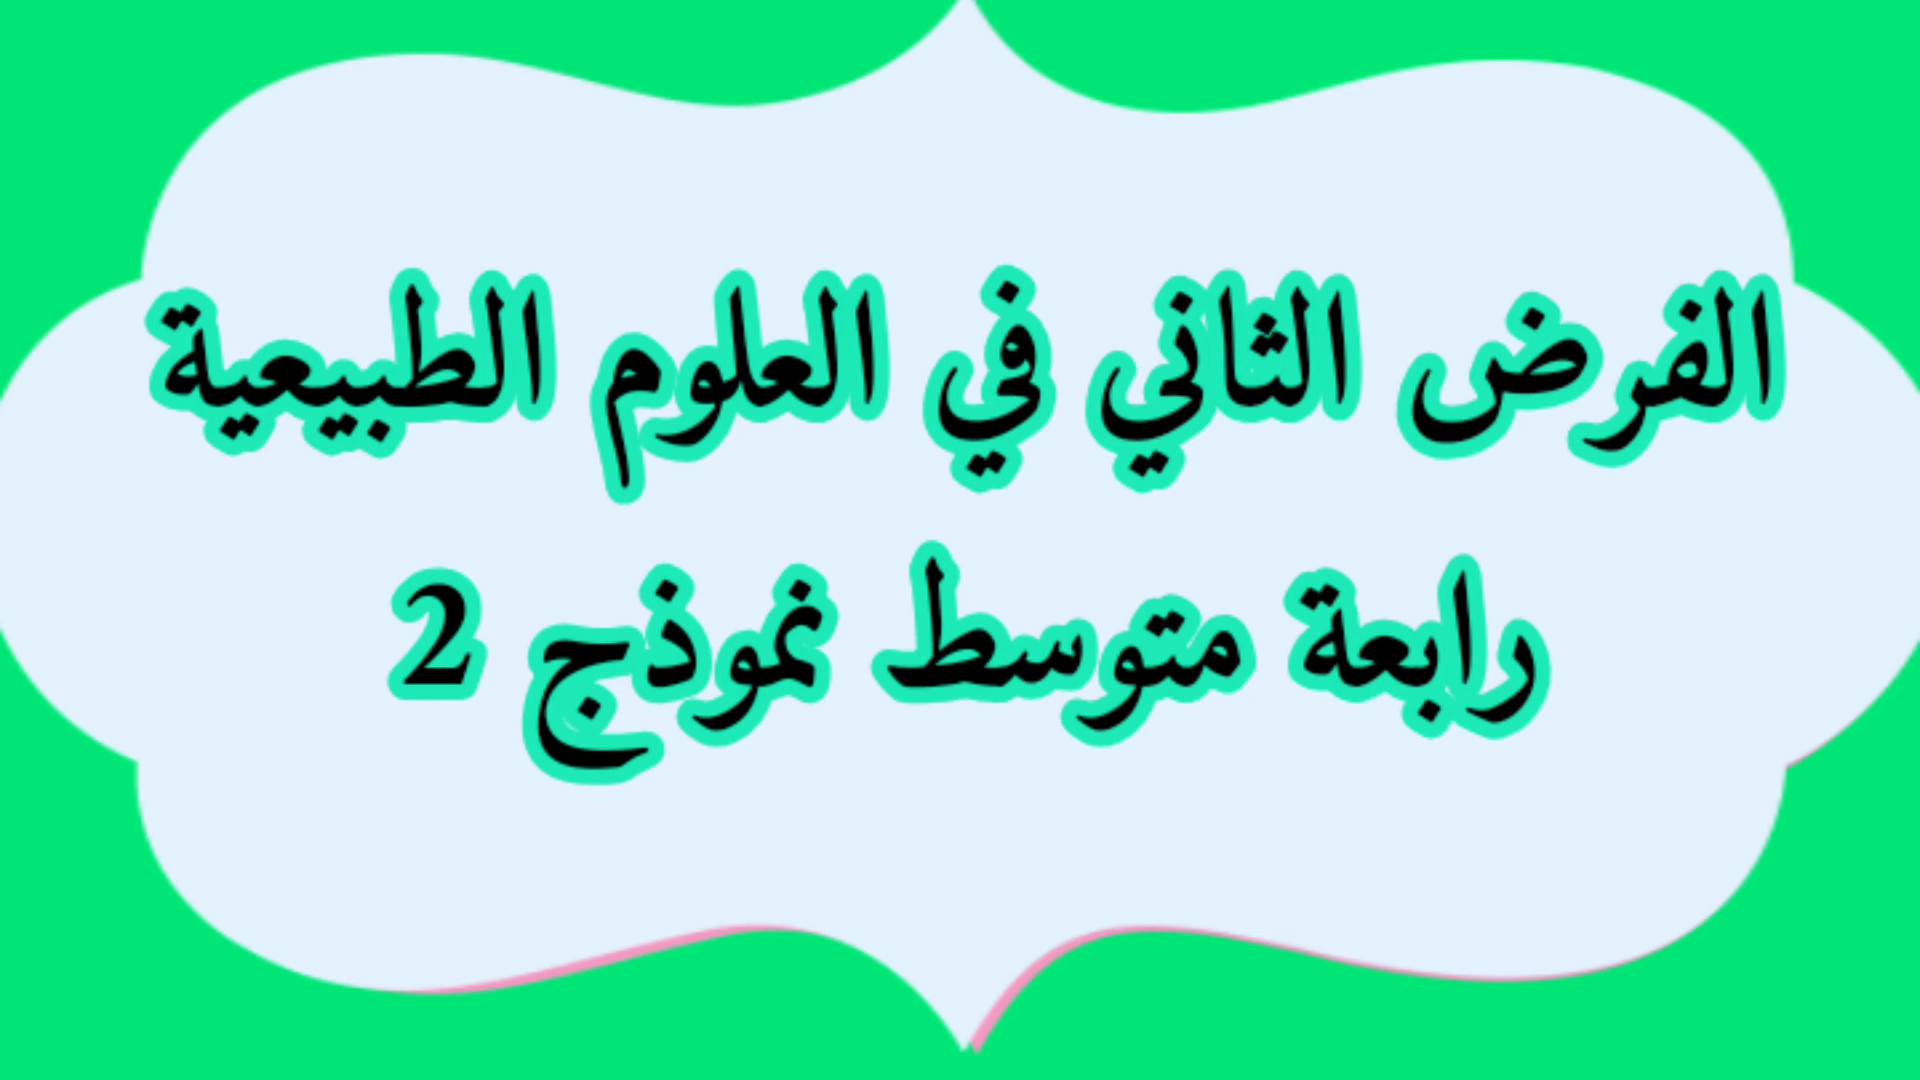 الفرض الثاني في العلوم الطبيعية
رابعة متوسط نموذج 2